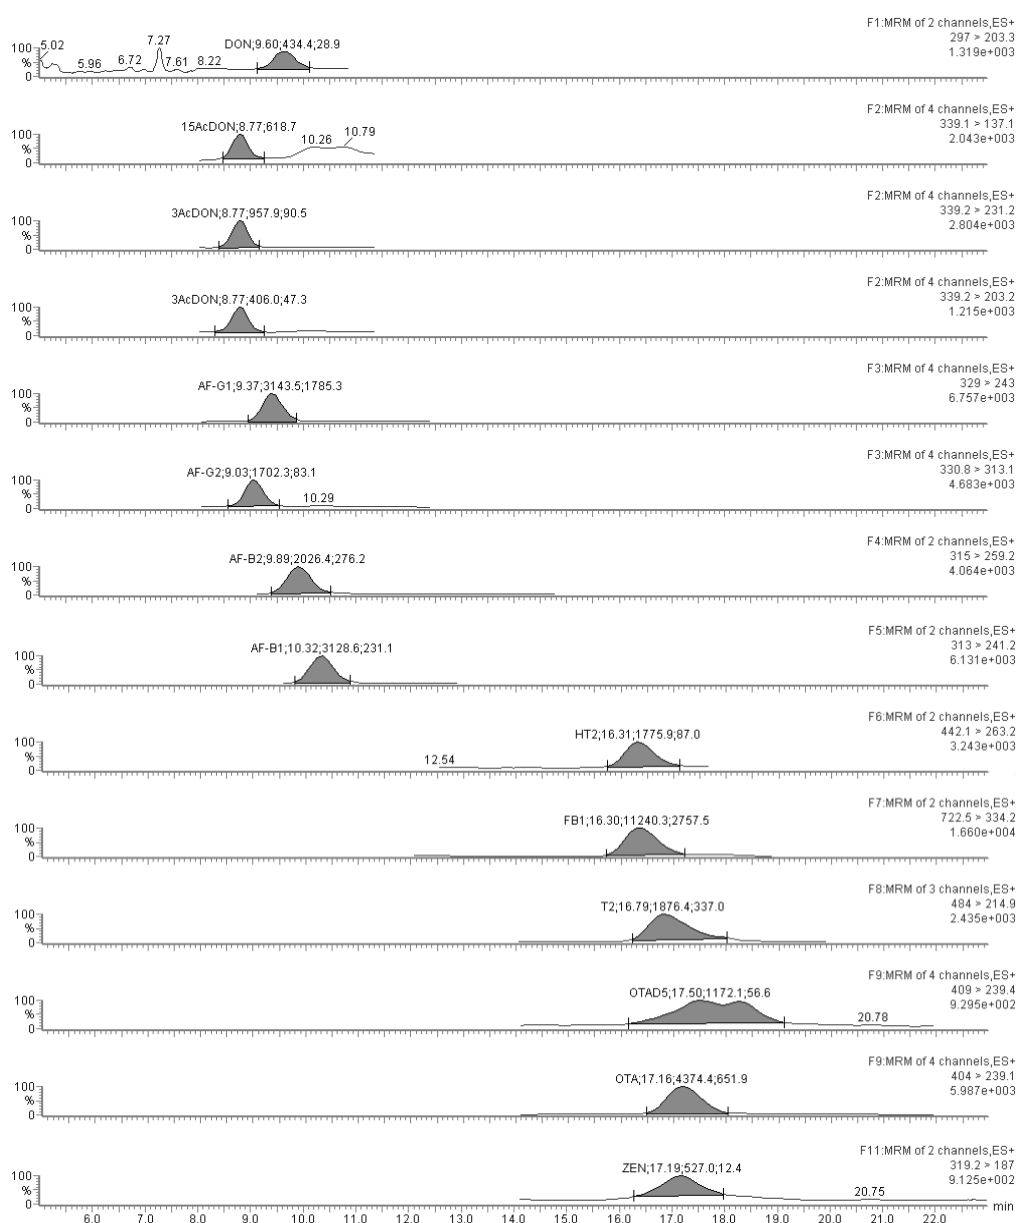 F1:MRM of 2 channels,ES+
297 > 203.3
1.319e+003
100
%
0
5.02
5.96
6.72
7.27
7.61
8.22
DON;9.60;434.4;28.9
F2:MRM of 4 channels,ES+
339.1 > 137.1
2.043e+003
100
%
0
15AcDON;8.77;618.7
10.26
10.79
F2:MRM of 4 channels,ES+
339.2 > 231.2
2.804e+003
100
%
0
3AcDON;8.77;957.9;90.5
F2:MRM of 4 channels,ES+
339.2 > 203.2
1.215e+003
100
%
0
3AcDON;8.77;406.0;47.3
F3:MRM of 4 channels,ES+
329 > 243
6.757e+003
100
%
0
AF-G1;9.37;3143.5;1785.3
F3:MRM of 4 channels,ES+
330.8 > 313.1
4.683e+003
100
%
0
AF-G2;9.03;1702.3;83.1
10.29
F4:MRM of 2 channels,ES+
315 > 259.2
4.064e+003
100
%
0
AF-B2;9.89;2026.4;276.2
F5:MRM of 2 channels,ES+
313 > 241.2
6.131e+003
100
%
0
AF-B1;10.32;3128.6;231.1
F6:MRM of 2 channels,ES+
442.1 > 263.2
3.243e+003
100
%
0
12.54
HT2;16.31;1775.9;87.0
F7:MRM of 2 channels,ES+
722.5 > 334.2
1.660e+004
100
%
0
FB1;16.30;11240.3;2757.5
F8:MRM of 3 channels,ES+
484 > 214.9
2.435e+003
100
%
0
T2;16.79;1876.4;337.0
F9:MRM of 4 channels,ES+
409 > 239.4
9.295e+002
100
%
0
OTAD5;17.50;1172.1;56.6
20.78
F9:MRM of 4 channels,ES+
404 > 239.1
5.987e+003
100
%
0
OTA;17.16;4374.4;651.9
F11:MRM of 2 channels,ES+
319.2 > 187
9.125e+002
100
%
0
ZEN;17.19;527.0;12.4
20.75
min
6.0 7.0 8.0 9.0 10.0 11.0 12.0 13.0 14.0 15.0 16.0 17.0 18.0 19.0 20.0 21.0 22.0